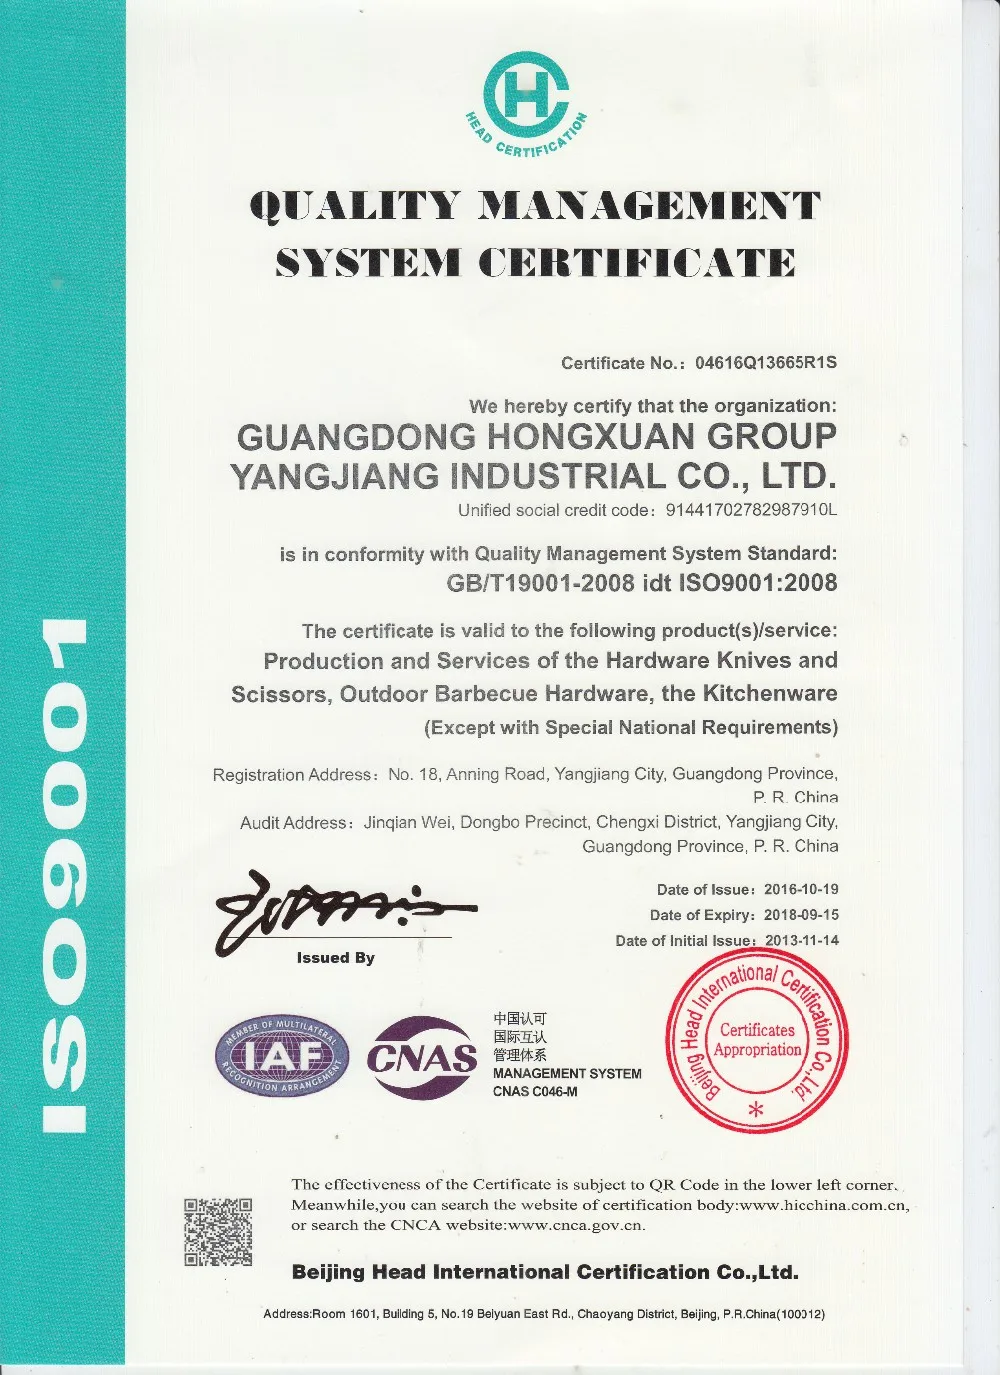 ISO9001
HC
HEAD CERTIFICATION
QUALITY MANAGEMENT
SYSTEM CERTIFICATE
Certificate No.: 04616Q13665R1S
We hereby certify that the organization:
GUANGDONG HONGXUAN GROUP
YANGJIANG INDUSTRIAL CO., LTD.
Unified social credit code: 91441702782987910L
is in conformity with Quality Management System Standard:
GB/T19001-2008 idt ISO9001:2008
The certificate is valid to the following product(s)/service:
Production and Services of the Hardware Knives and
Scissors, Outdoor Barbecue Hardware, the Kitchenware
(Except with Special National Requirements)
Registration Address: No. 18, Anning Road, Yangjiang City, Guangdong Province,
P. R. China
Audit Address: Jinqian Wei, Dongbo Precinct, Chengxi District, Yangjiang City,
Guangdong Province, P. R. China
Date of Issue: 2016-10-19
Date of Expiry: 2018-09-15
Date of Initial Issue: 2013-11-14
Issued By
MEMBER OF MULTILATERAL
IAF
RECOGNITION ARRANGEMENT
CNAS
中国认可
国际互认
管理体系
MANAGEMENT SYSTEM
CNAS C046-M
Beijing Head International Certification Co.,Ltd.
Certificates
Appropriation
The effectiveness of the Certificate is subject to QR Code in the lower left corner.
Meanwhile,you can search the website of certification body:www.hicchina.com.cn,
or search the CNCA website:www.cnca.gov.cn.
Beijing Head International Certification Co.,Ltd.
Address:Room 1601, Building 5, No.19 Beiyuan East Rd., Chaoyang District, Beijing, P.R.China(100012)